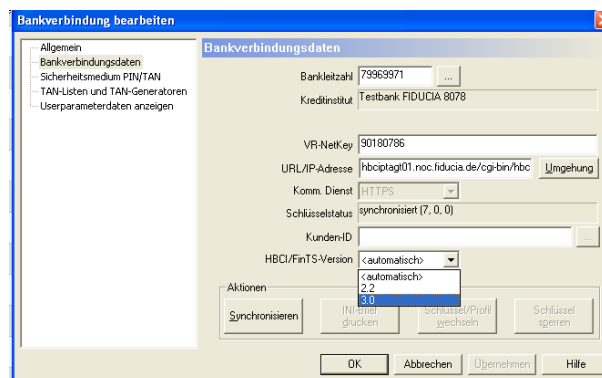 Bankverbindung bearbeiten
Allgemein
Bankverbindungsdaten
Sicherheitsmedium PIN/TAN
TAN-Listen und TAN-Generatoren
Userparameterdaten anzeigen
Bankverbindungsdaten
Bankleitzahl 79969971 ...
Kreditinstitut Testbank FIDUCIA 8078
VR-NetKey 90180786
URL/IP-Adresse hbciptagt01.noc.fiducia.de/cgi-bin/hbc Umgehung
Komm. Dienst HTTPS
Schlüsselstatus synchronisiert (7, 0, 0)
Kunden-ID ...
HBCI/FinTS-Version <automatisch>
<automatisch>
2.2
3.0
Aktionen
Synchronisieren
INI-Brief drucken
Schlüssel/Profil wechseln
Schlüssel sperren
OK Abbrechen Übernehmen Hilfe